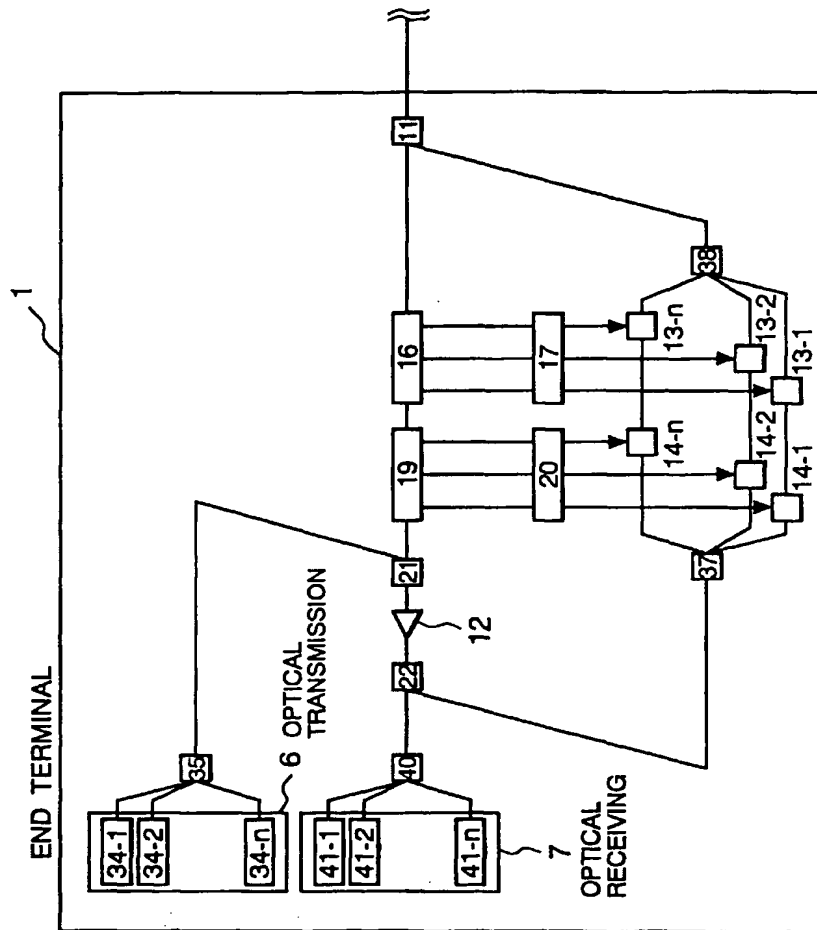 END TERMINAL
1
34-1
34-2
34-n
35
6 OPTICAL
TRANSMISSION
41-1
41-2
41-n
40
7
OPTICAL
RECEIVING
22
12
21
19
16
11
20
17
37
14-n
14-2
14-1
13-n
13-2
13-1
38